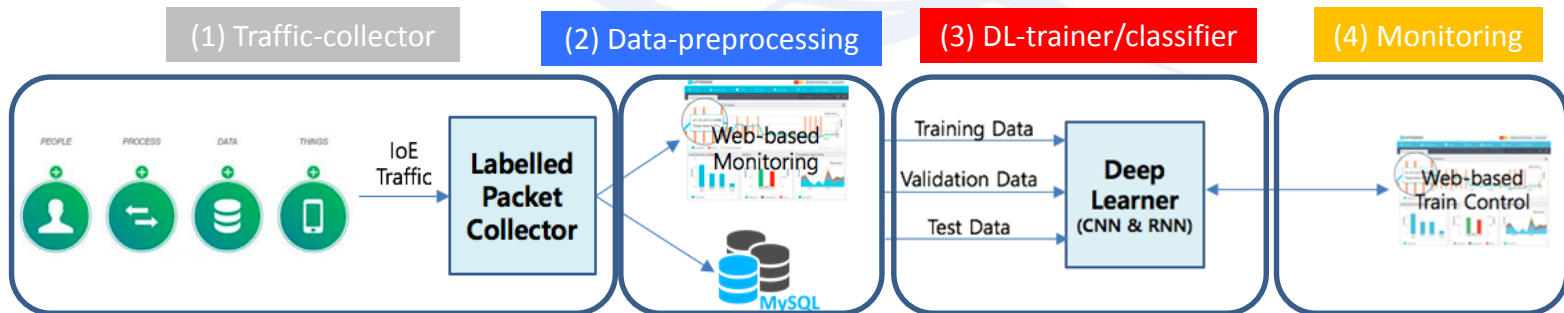 (1) Traffic-collector
(2) Data-preprocessing
(3) DL-trainer/classifier
(4) Monitoring
PEOPLE
PROCESS
DATA
THINGS
IoE
Traffic
Labelled
Packet
Collector
Web-based
Monitoring
MySQL
Training Data
Validation Data
Test Data
Deep
Learner
(CNN & RNN)
Web-based
Train Control